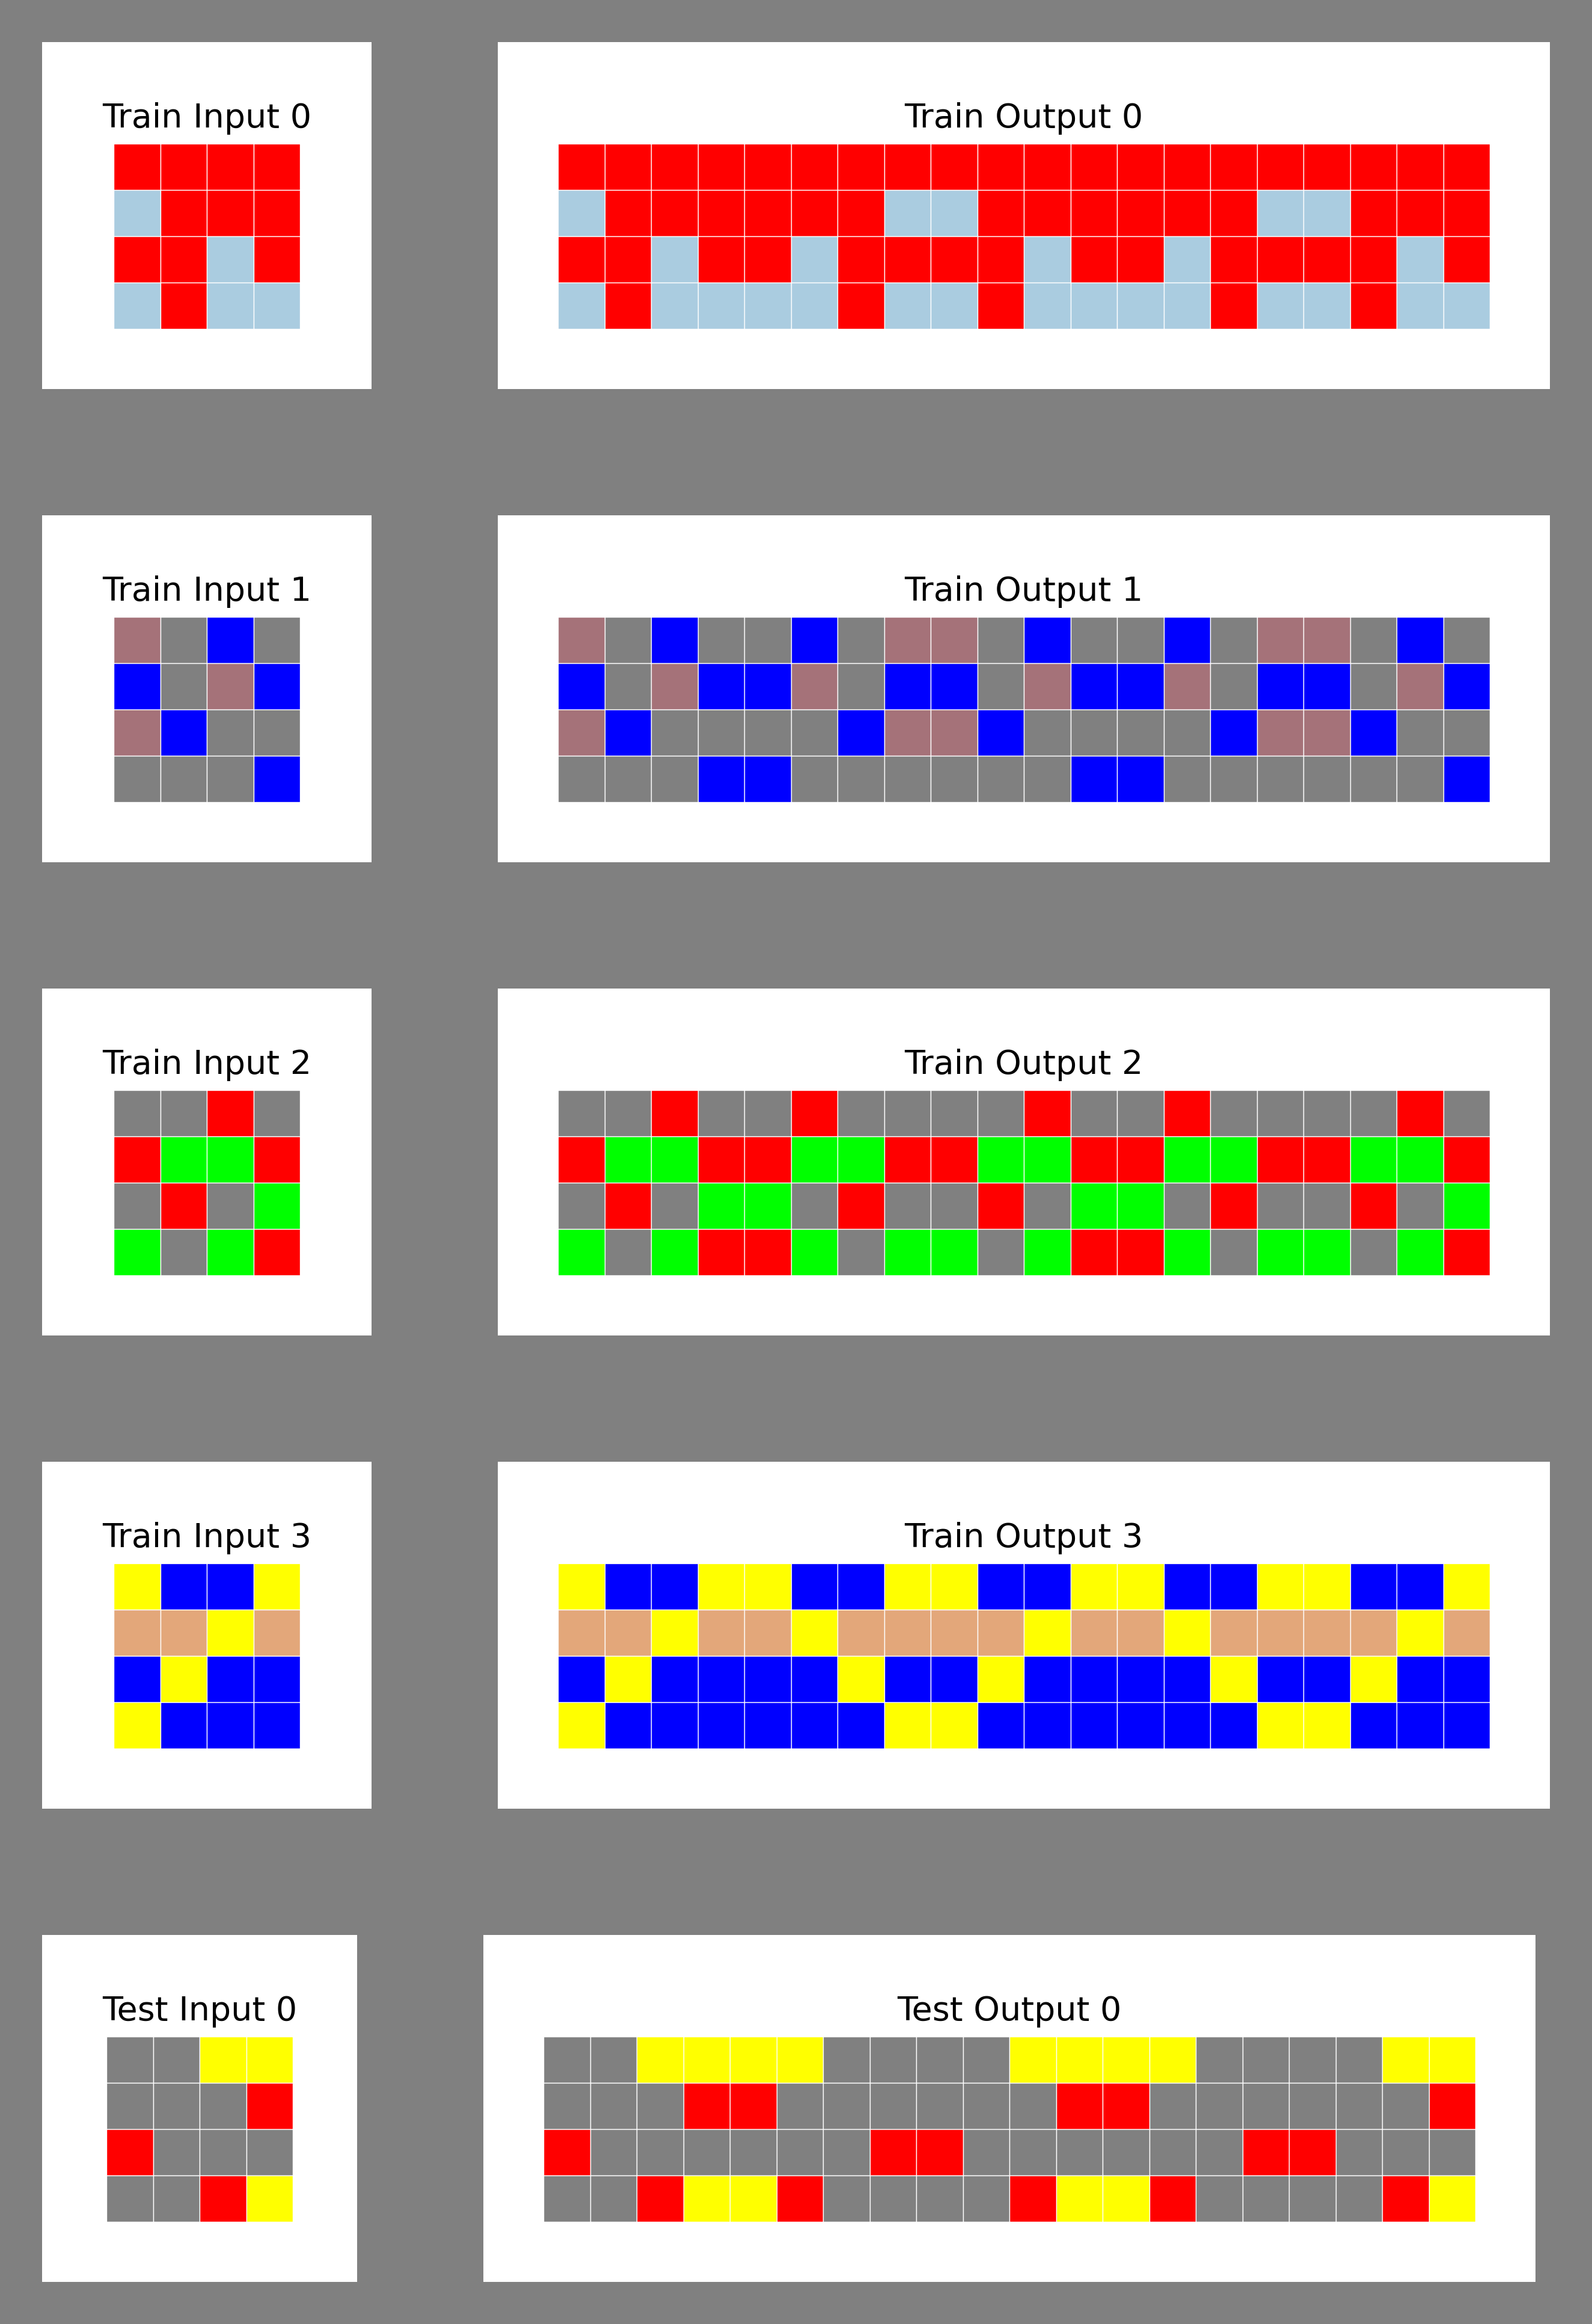 Train Input 0
Train Output 0
Train Input 1
Train Output 1
Train Input 2
Train Output 2
Train Input 3
Train Output 3
Test Input 0
Test Output 0